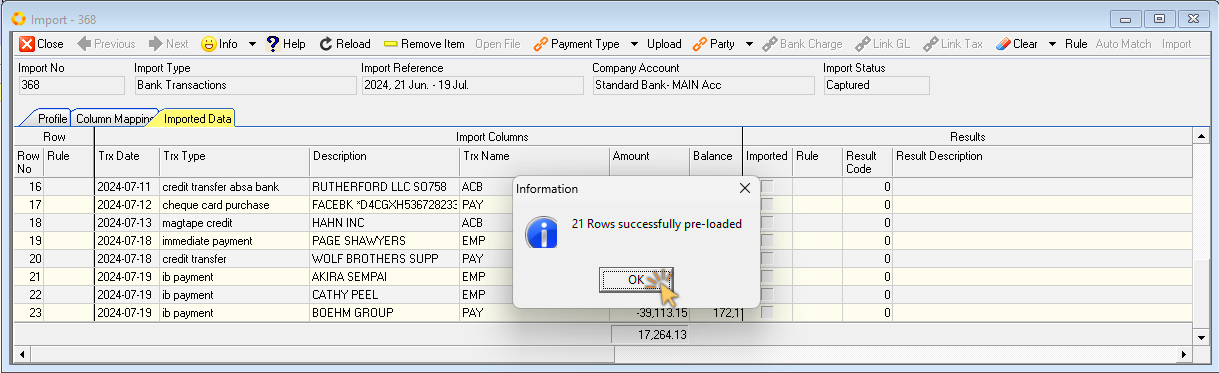 Import - 368
Close Previous Next Info Help Reload Remove Item Open File Payment Type Upload Party Bank Charge Link GL Link Tax Clear Rule Auto Match Import
Import No Import Type Import Reference Company Account Import Status
368 Bank Transactions 2024, 21 Jun. - 19 Jul. Standard Bank- MAIN Acc Captured
Profile Column Mapping Imported Data
Row Import Columns Results
Row No Rule Trx Date Trx Type Description Trx Name Amount Balance Imported Rule Result Code Result Description
16 2024-07-11 credit transfer absa bank RUTHERFORD LLC SO758 ACB 0
17 2024-07-12 cheque card purchase FACEBK *D4CGXH536728233 PAY 0
18 2024-07-13 magtape credit HAHN INC ACB 0
19 2024-07-18 immediate payment PAGE SHAWYERS EMP 0
20 2024-07-18 credit transfer WOLF BROTHERS SUPP PAY 0
21 2024-07-19 ib payment AKIRA SEMPAI EMP 0
22 2024-07-19 ib payment CATHY PEEL EMP 0
23 2024-07-19 ib payment BOEHM GROUP PAY -39,113.15 172,1 0
17,264.13
Information
21 Rows successfully pre-loaded
OK